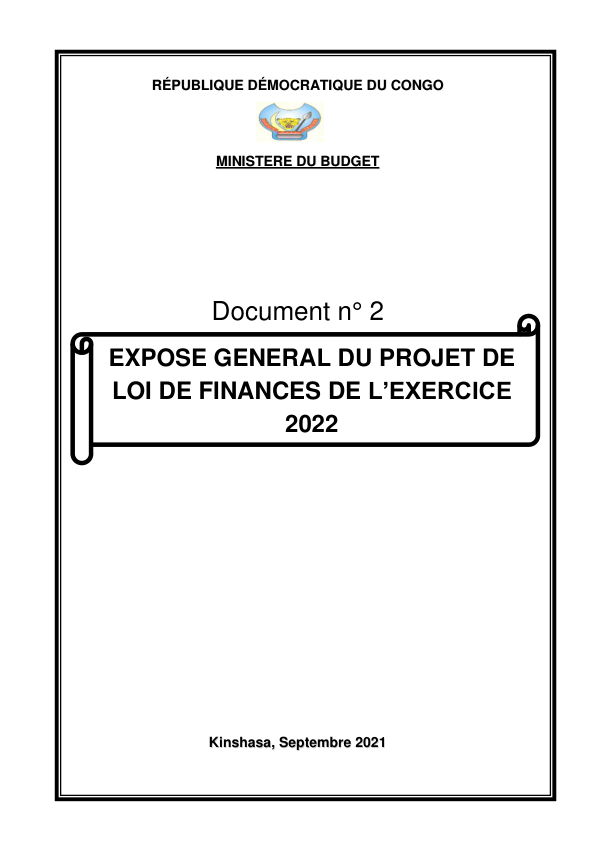 RÉPUBLIQUE DÉMOCRATIQUE DU CONGO
MINISTERE DU BUDGET
Document n° 2
EXPOSE GENERAL DU PROJET DE
LOI DE FINANCES DE L’EXERCICE
2022
Kinshasa, Septembre 2021